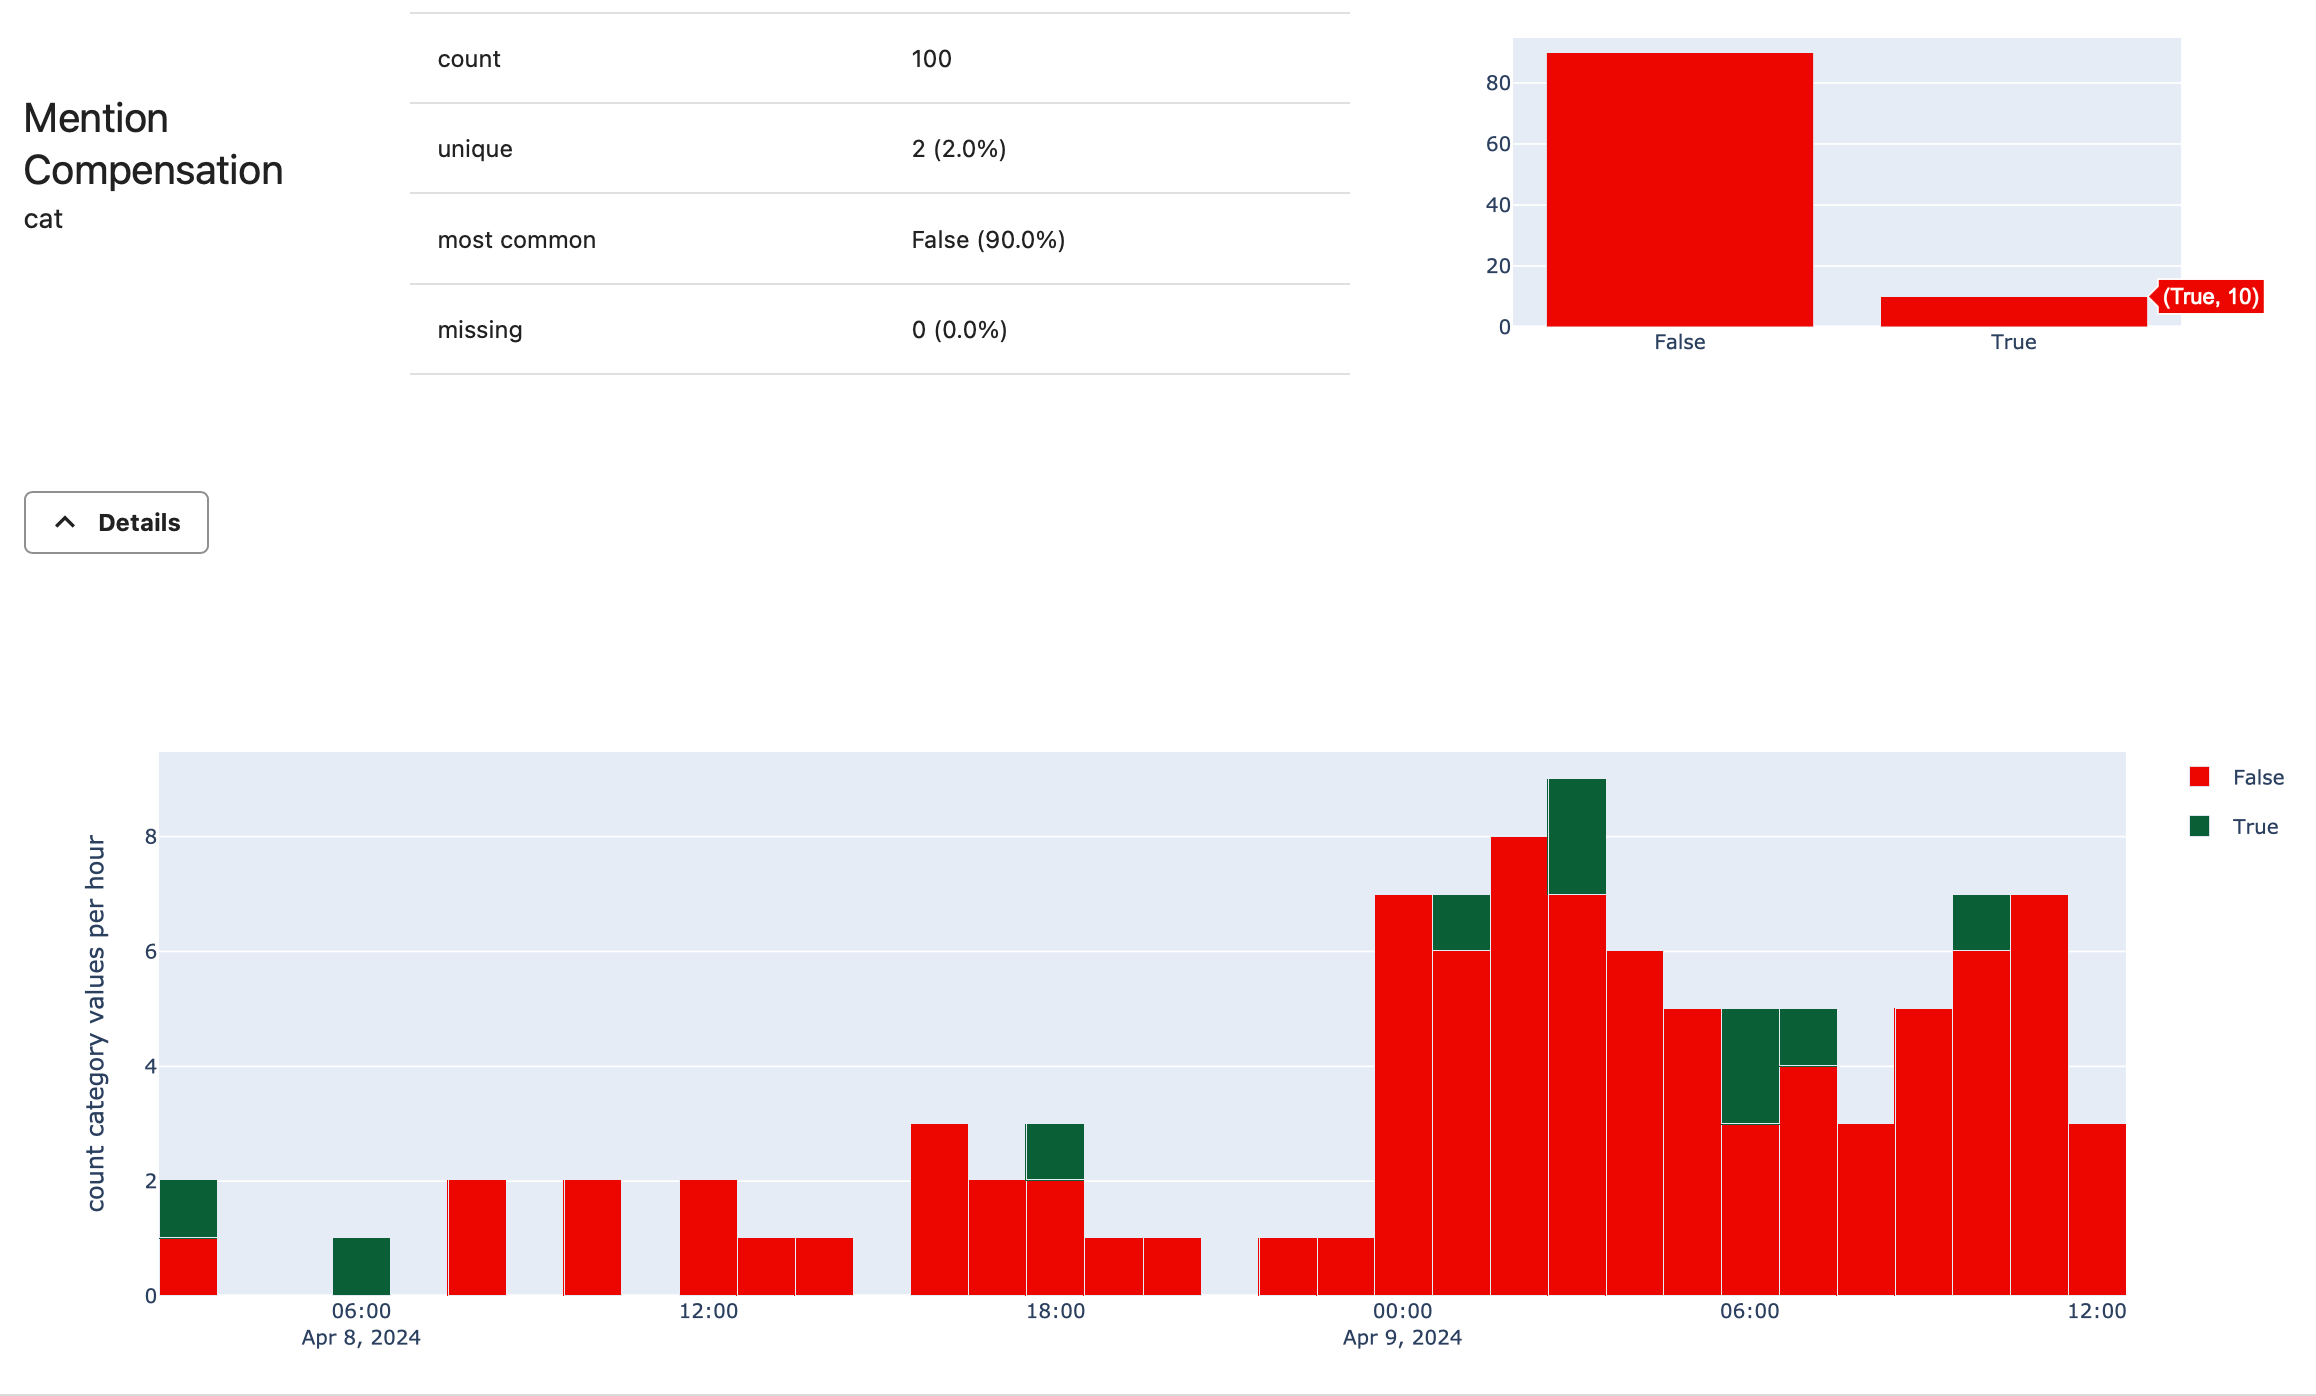 Mention
Compensation
cat
count 100
unique 2 (2.0%)
most common False (90.0%)
missing 0 (0.0%)
80
60
40
20
0
False True
(True, 10)
Details
count category values per hour
8
6
4
2
0
06:00 12:00 18:00 00:00 06:00 12:00
Apr 8, 2024 Apr 9, 2024
False
True